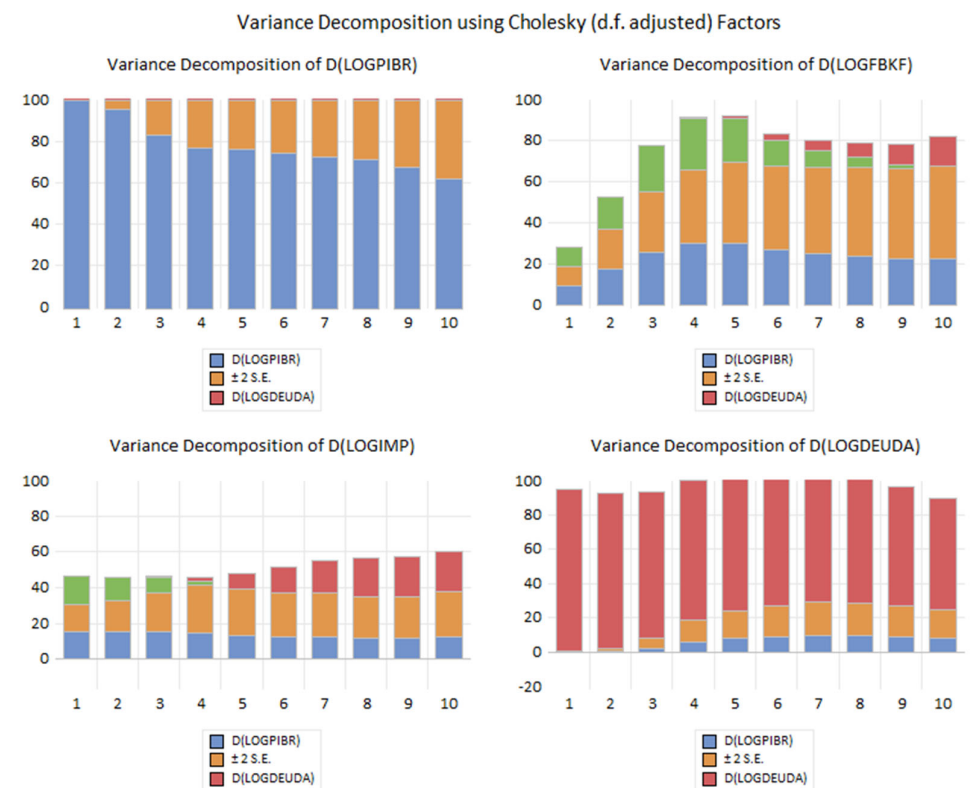 Variance Decomposition using Cholesky (d.f. adjusted) Factors
Variance Decomposition of D(LOGPIBR)
100
80
60
40
20
0
1 2 3 4 5 6 7 8 9 10
D(LOGPIBR)
± 2 S.E.
D(LOGDEUDA)
Variance Decomposition of D(LOGFBKF)
100
80
60
40
20
0
1 2 3 4 5 6 7 8 9 10
D(LOGPIBR)
± 2 S.E.
D(LOGDEUDA)
Variance Decomposition of D(LOGIMP)
100
80
60
40
20
0
1 2 3 4 5 6 7 8 9 10
D(LOGPIBR)
± 2 S.E.
D(LOGDEUDA)
Variance Decomposition of D(LOGDEUDA)
100
80
60
40
20
0
-20
1 2 3 4 5 6 7 8 9 10
D(LOGPIBR)
± 2 S.E.
D(LOGDEUDA)